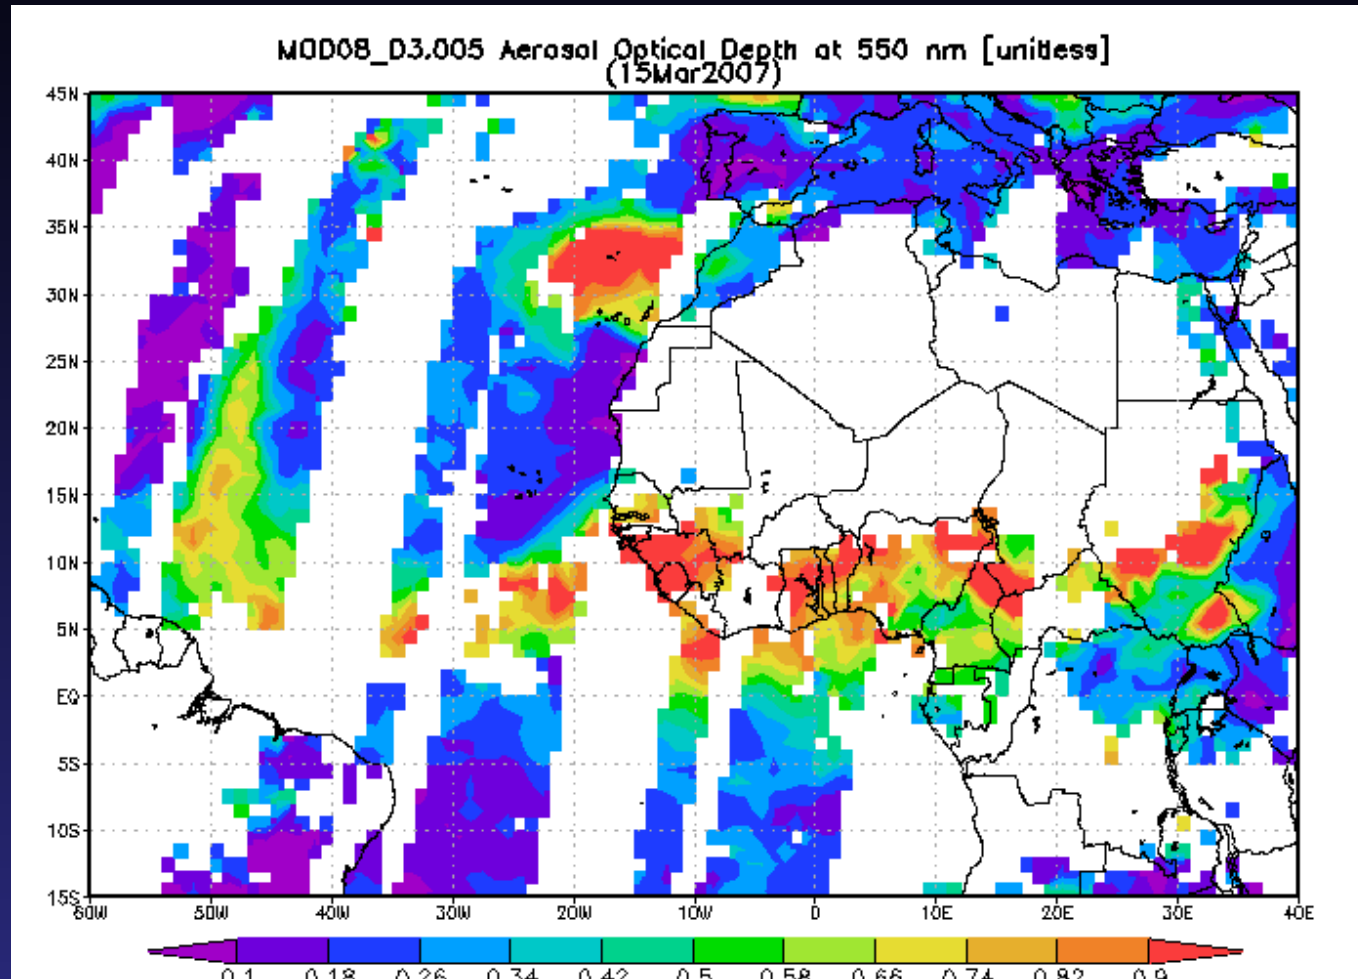 MOD08_D3.005 Aerosol Optical Depth at 550 nm [unitless]
(15Mar2007)
45N
40N
35N
30N
25N
20N
15N
10N
5N
EQ
5S
10S
15S
60W 50W 40W 30W 20W 10W 0 10E 20E 30E 40E
0.1 0.18 0.26 0.34 0.42 0.5 0.58 0.66 0.74 0.82 0.9